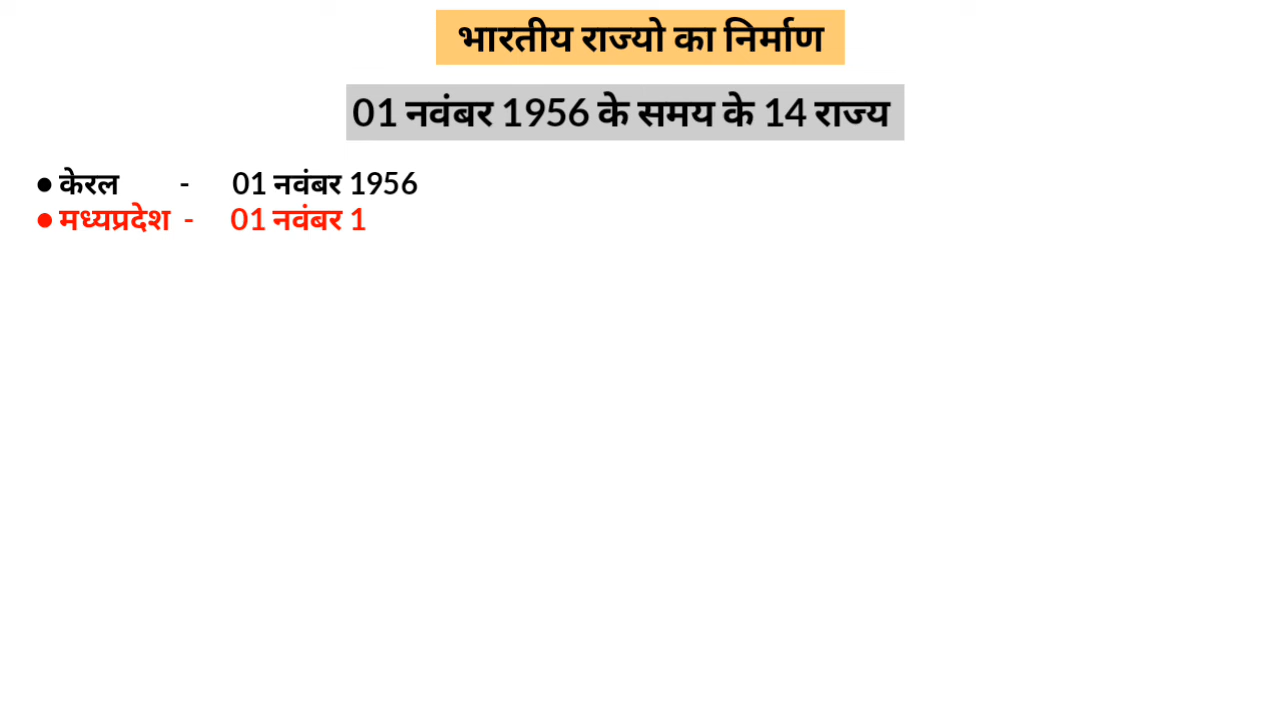 भारतीय राज्यो का निर्माण
01 नवंबर 1956 के समय के 14 राज्य
● केरल - 01 नवंबर 1956
● मध्यप्रदेश - 01 नवंबर 1